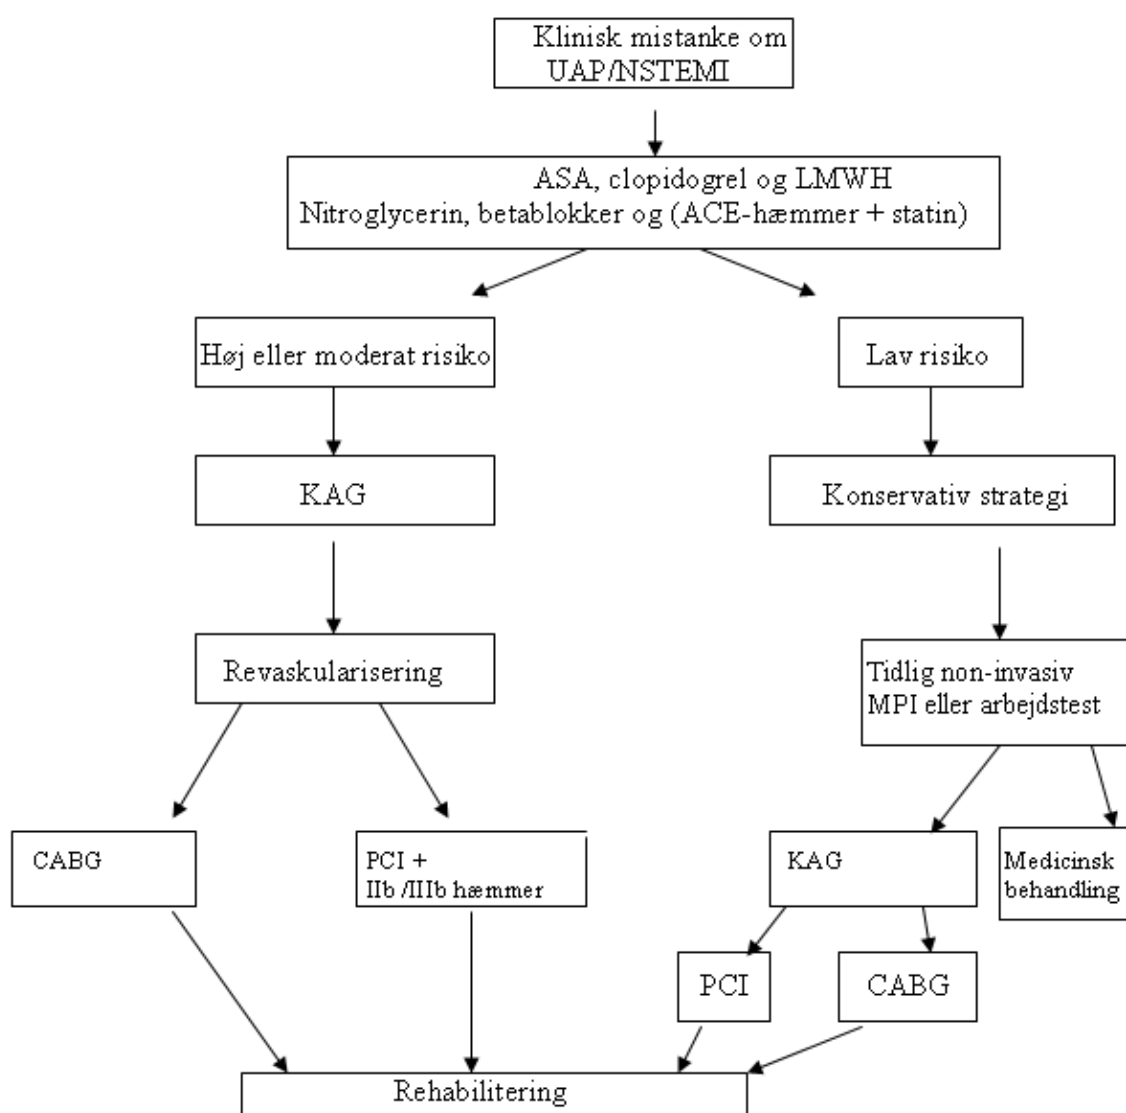 Klinisk mistanke om
UAP/NSTEMI
ASA, clopidogrel og LMWH
Nitroglycerin, betablokker og (ACE-hæmmer + statin)
Høj eller moderat risiko
Lav risiko
KAG
Konservativ strategi
Revaskularisering
Tidlig non-invasiv
MPI eller arbejdstest
CABG
PCI +
IIb /IIIb hæmmer
KAG
Medicinsk
behandling
PCI
CABG
Rehabilitering